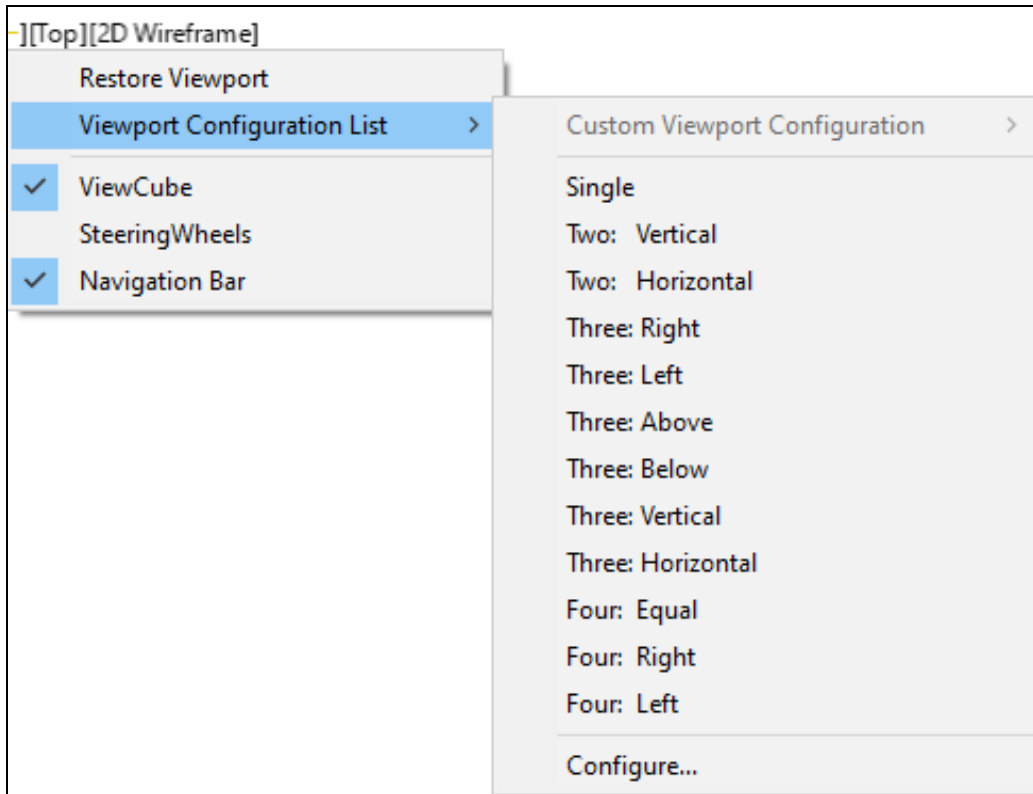 -][Top][2D Wireframe]
Restore Viewport
Viewport Configuration List >
ViewCube
SteeringWheels
Navigation Bar
Custom Viewport Configuration >
Single
Two: Vertical
Two: Horizontal
Three: Right
Three: Left
Three: Above
Three: Below
Three: Vertical
Three: Horizontal
Four: Equal
Four: Right
Four: Left
Configure...